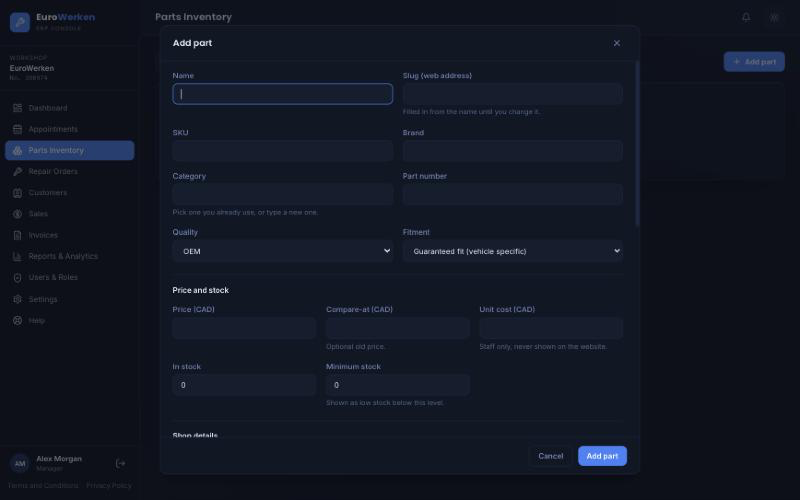 EuroWerken
ERP CONSOLE
WORKSHOP
EuroWerken
Dashboard
Appointments
Parts Inventory
Repair Orders
Customers
Sales
Invoices
Reports & Analytics
Users & Roles
Settings
Help
AM
Alex Morgan
Manager
Terms and Conditions · Privacy Policy
Parts Inventory
+ Add part
Add part
Name
Slug (web address)
Filled in from the name until you change it.
SKU
Brand
Category
Part number
Pick one you already use, or type a new one.
Quality
Fitment
OEM
Guaranteed fit (vehicle specific)
Price and stock
Price (CAD)
Compare-at (CAD)
Unit cost (CAD)
Optional old price.
Staff only, never shown on the website.
In stock
Minimum stock
0
0
Shown as low stock below this level.
Shop details
Cancel
Add part